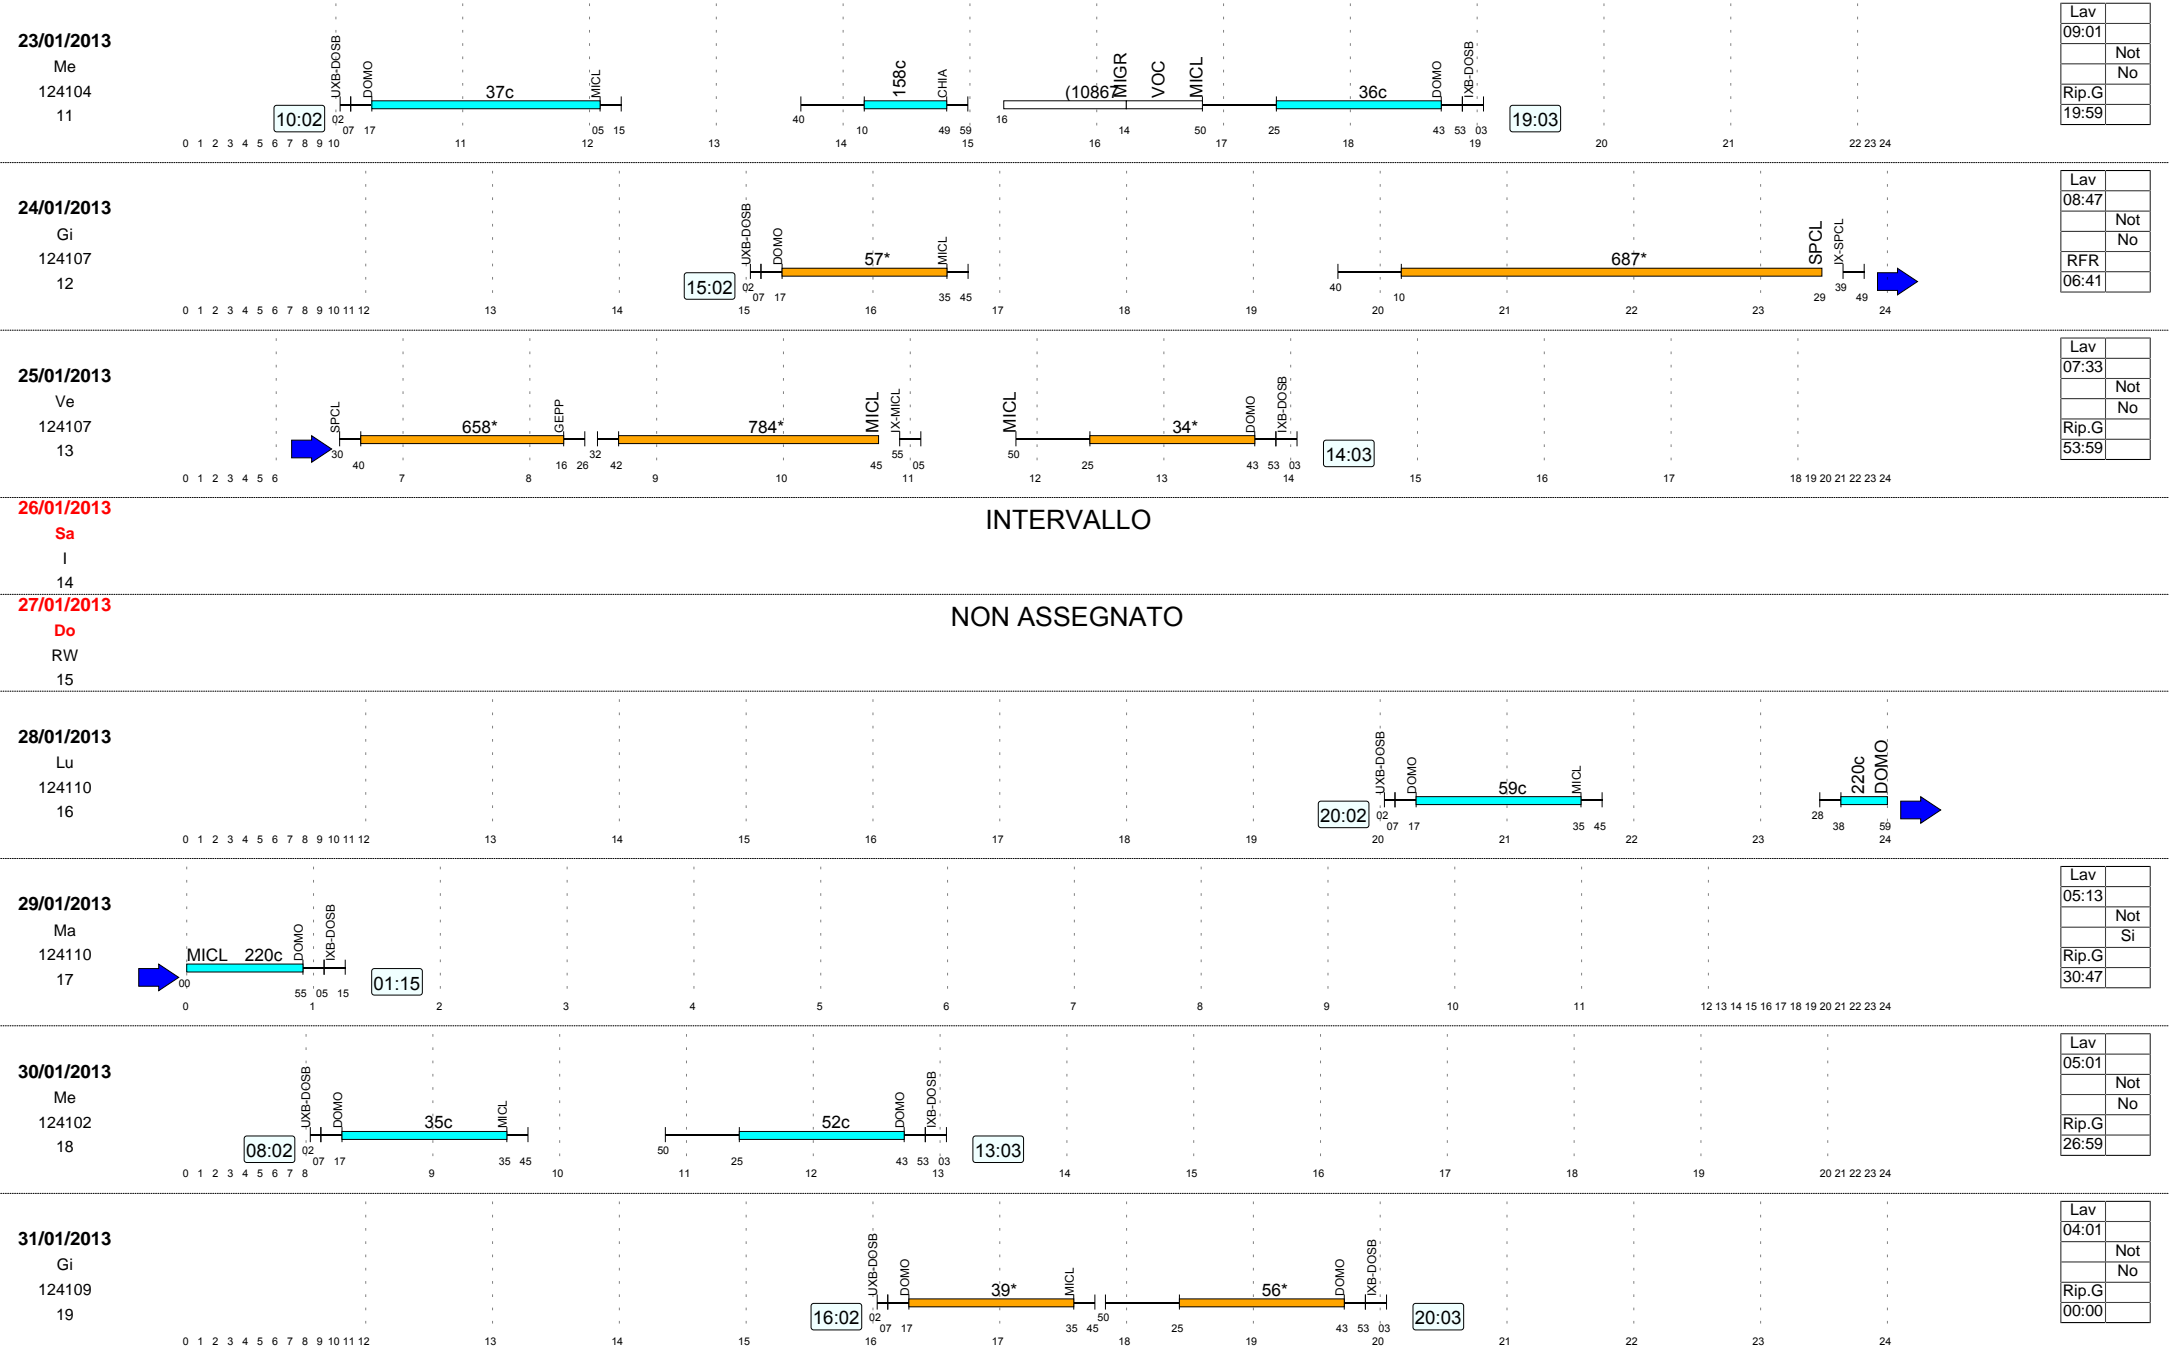 23/01/2013
Me
124104
11
10:02
UXB-DOSB DOMO 37c MICL 158c CHIA (10867 MIGR VOC MICL 36c DOMO IXB-DOSB
02 07 17 05 15 40 10 49 59 16 14 50 25 43 53 03
19:03
0 1 2 3 4 5 6 7 8 9 10 11 12 13 14 15 16 17 18 19 20 21 22 23 24
Lav
09:01
Not
No
Rip.G
19:59
24/01/2013
Gi
124107
12
15:02
UXB-DOSB DOMO 57* MICL 687* SPCL IX-SPCL
02 07 17 35 45 40 10 29 39 49
0 1 2 3 4 5 6 7 8 9 10 11 12 13 14 15 16 17 18 19 20 21 22 23 24
Lav
08:47
Not
No
RFR
06:41
25/01/2013
Ve
124107
13
SPCL 658* GEPP 784* MICL IX-MICL MICL 34* DOMO IXB-DOSB
30 40 16 26 32 42 45 55 05 50 25 43 53 03
14:03
0 1 2 3 4 5 6 7 8 9 10 11 12 13 14 15 16 17 18 19 20 21 22 23 24
Lav
07:33
Not
No
Rip.G
53:59
26/01/2013
Sa
I
14
INTERVALLO
27/01/2013
Do
RW
15
NON ASSEGNATO
28/01/2013
Lu
124110
16
20:02
UXB-DOSB DOMO 59c MICL 220c DOMO
02 07 17 35 45 28 38 59
0 1 2 3 4 5 6 7 8 9 10 11 12 13 14 15 16 17 18 19 20 21 22 23 24
29/01/2013
Ma
124110
17
MICL 220c DOMO IXB-DOSB
00 55 05 15
01:15
0 1 2 3 4 5 6 7 8 9 10 11 12 13 14 15 16 17 18 19 20 21 22 23 24
Lav
05:13
Not
Si
Rip.G
30:47
30/01/2013
Me
124102
18
08:02
UXB-DOSB DOMO 35c MICL 52c DOMO IXB-DOSB
02 07 17 35 45 50 25 43 53 03
13:03
0 1 2 3 4 5 6 7 8 9 10 11 12 13 14 15 16 17 18 19 20 21 22 23 24
Lav
05:01
Not
No
Rip.G
26:59
31/01/2013
Gi
124109
19
16:02
UXB-DOSB DOMO 39* MICL 56* DOMO IXB-DOSB
02 07 17 35 45 50 25 43 53 03
20:03
0 1 2 3 4 5 6 7 8 9 10 11 12 13 14 15 16 17 18 19 20 21 22 23 24
Lav
04:01
Not
No
Rip.G
00:00